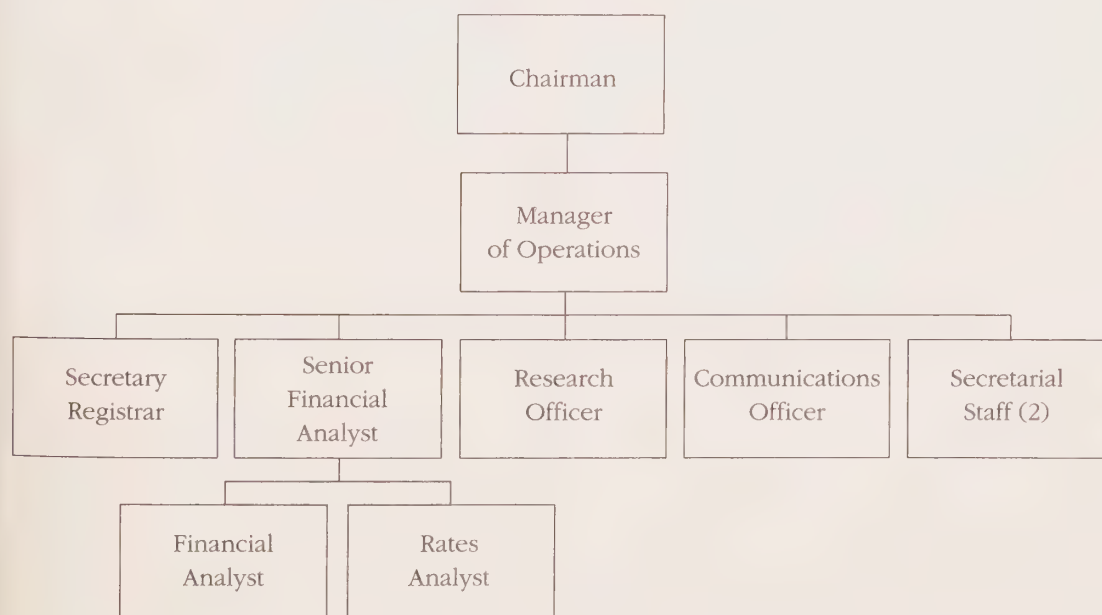 Chairman
Manager
of Operations
Secretary
Registrar
Senior
Financial
Analyst
Research
Officer
Communications
Officer
Secretarial
Staff (2)
Financial
Analyst
Rates
Analyst